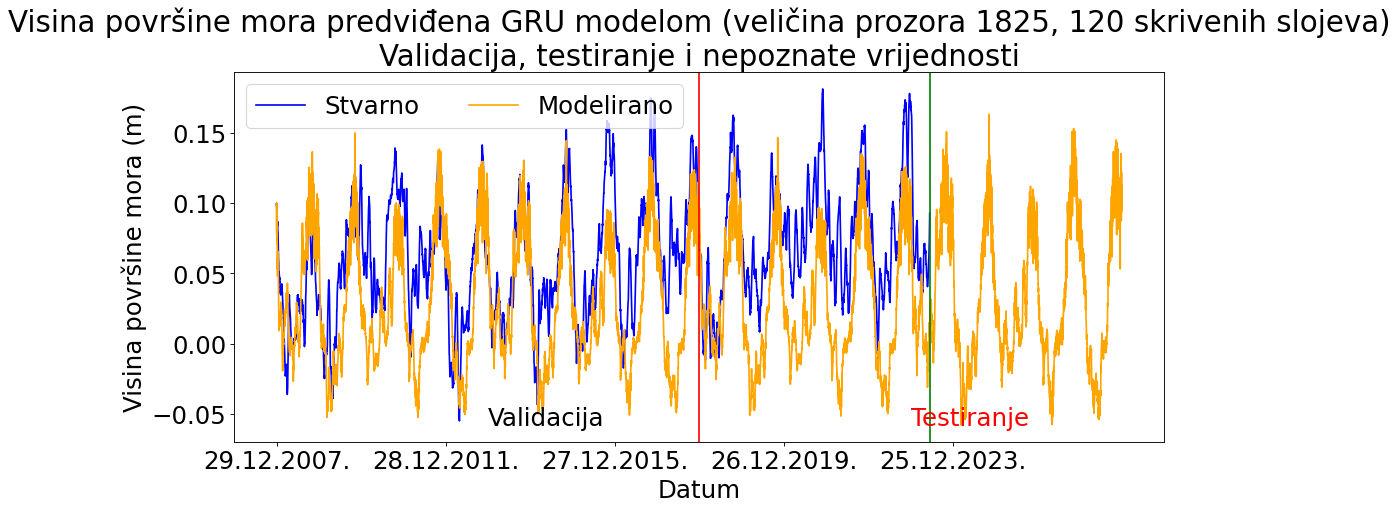 Visina površine mora predviđena GRU modelom (veličina prozora 1825, 120 skrivenih slojeva)
Validacija, testiranje i nepoznate vrijednosti
Stvarno
Modelirano
Visina površine mora (m)
0.15
0.10
0.05
0.00
−0.05
Validacija
Testiranje
29.12.2007.
28.12.2011.
27.12.2015.
26.12.2019.
25.12.2023.
Datum